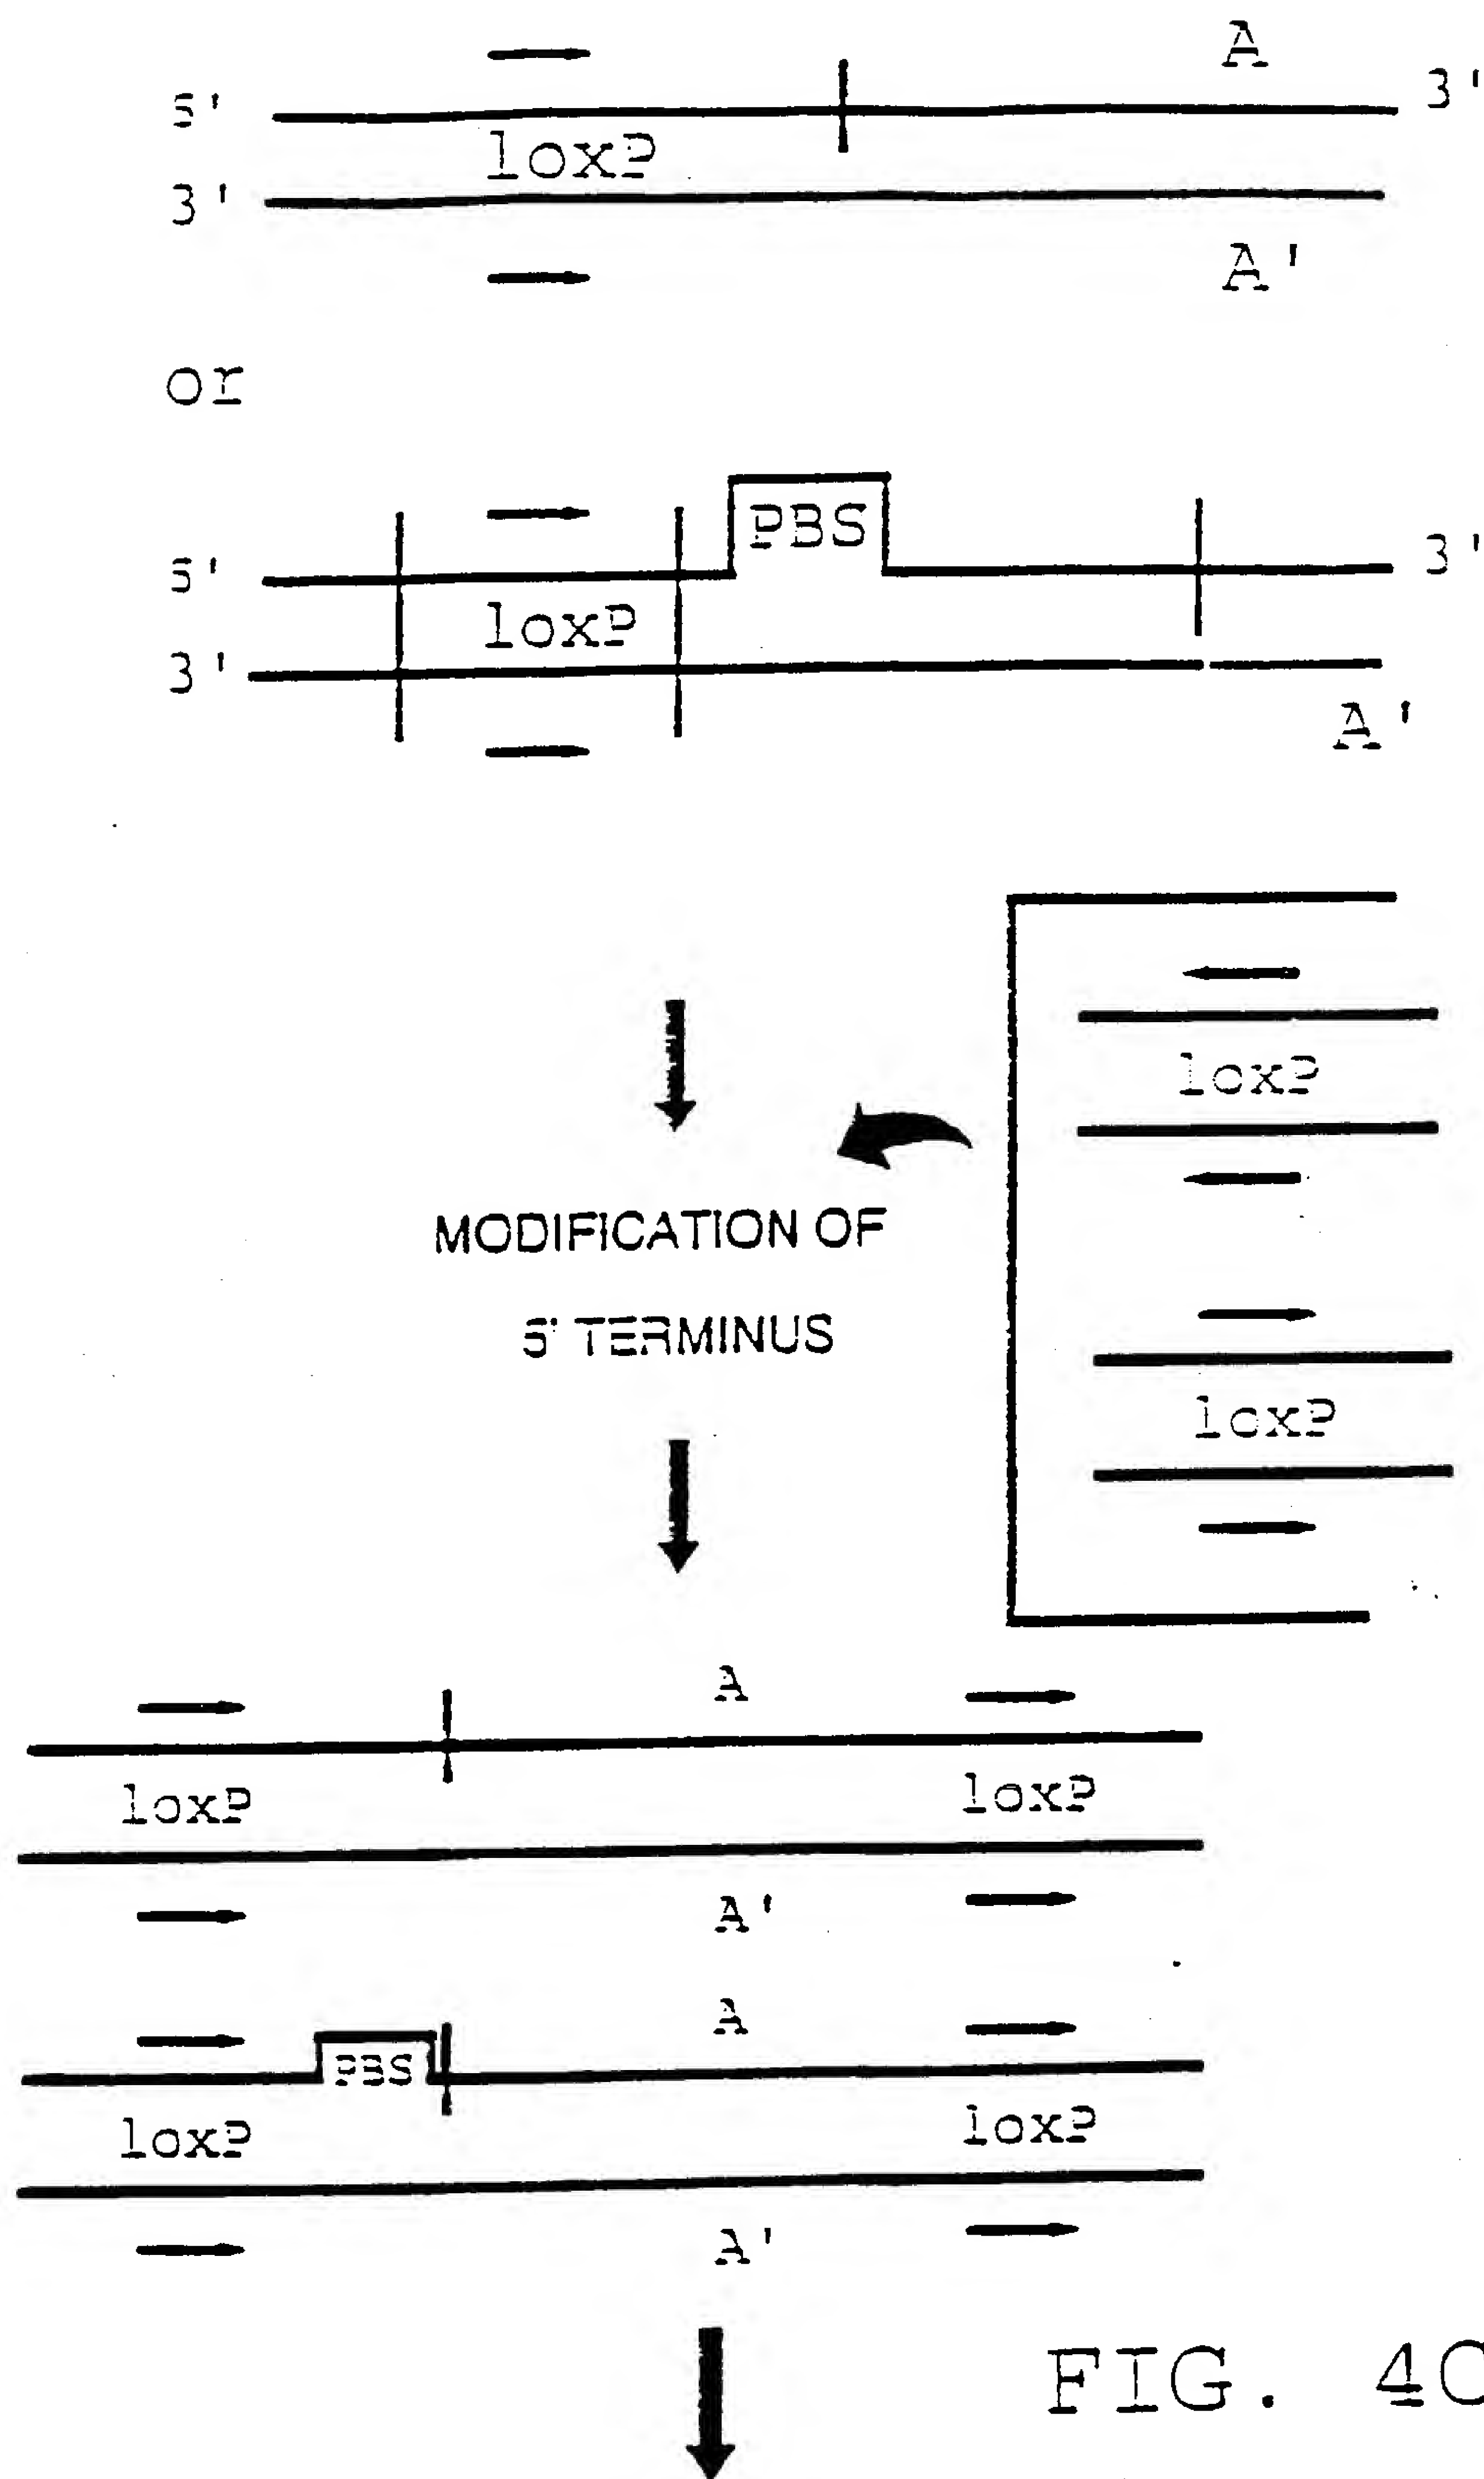 A
5' 3'
loxP
3'
A'
or
PBS
5' 3'
loxP
3'
A'
loxP
MODIFICATION OF
5' TERMINUS
loxP
A
loxP loxP
A'
A
PBS
loxP loxP
A'
FIG. 4C